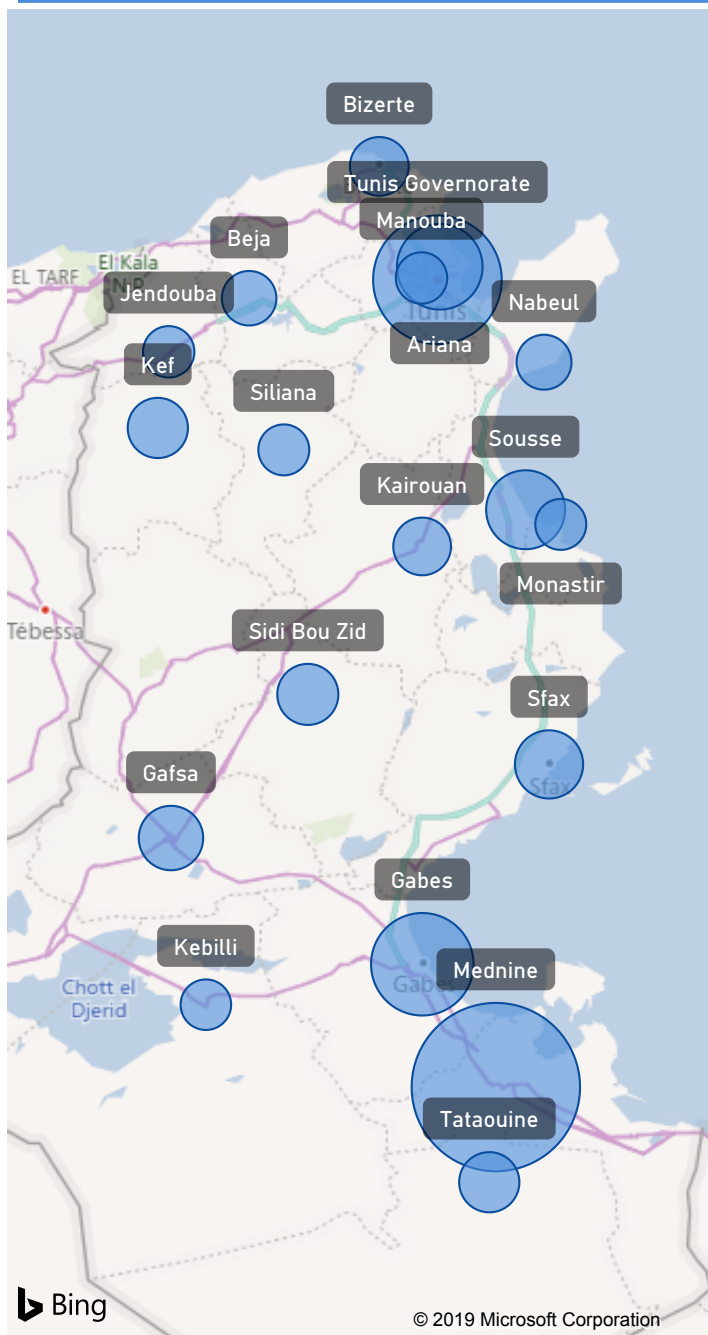 Bizerte
Tunis Governorate
Manouba
Beja
El Kala
N.P.
EL TARF
Jendouba
Nabeul
Tunis
Ariana
Kef
Siliana
Sousse
Kairouan
Monastir
Tébessa
Sidi Bou Zid
Sfax
Sfax
Gafsa
Gabes
Kebilli
Mednine
Gabès
Chott el
Djerid
Tataouine
Bing
© 2019 Microsoft Corporation